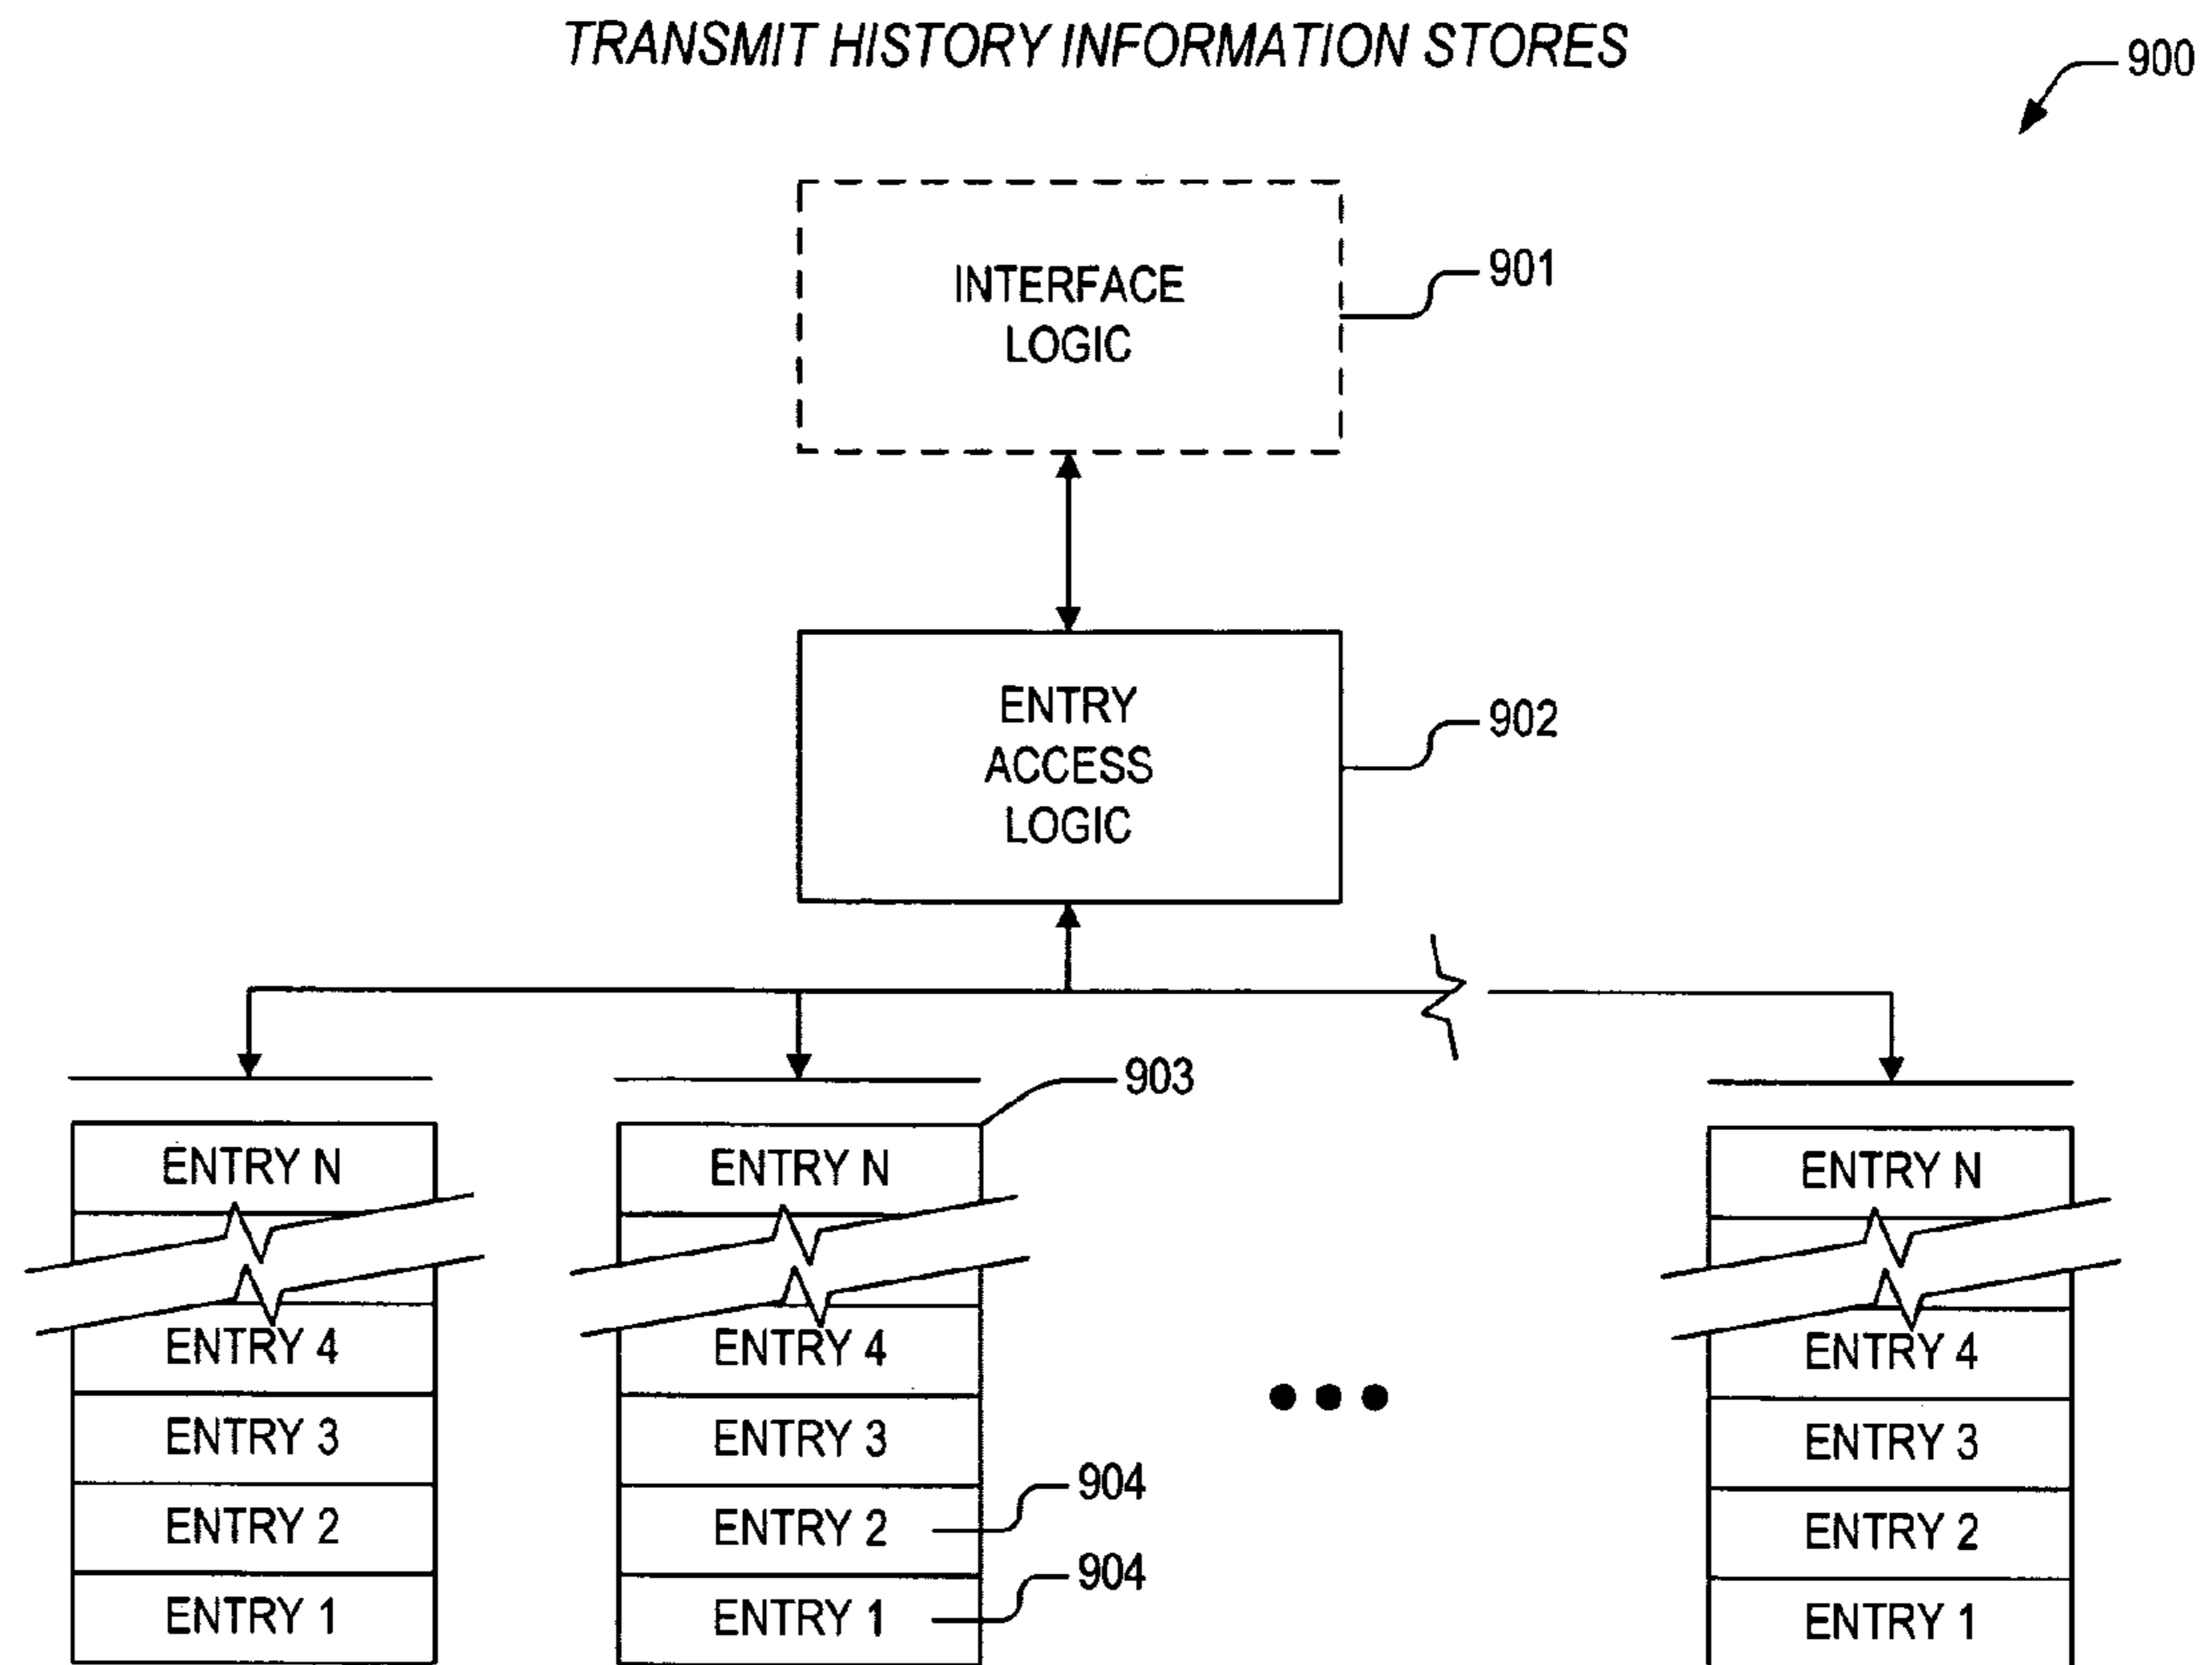 TRANSMIT HISTORY INFORMATION STORES
900
INTERFACE
LOGIC
901
ENTRY
ACCESS
LOGIC
902
903
ENTRY N
ENTRY N
ENTRY N
ENTRY 4
ENTRY 4
ENTRY 4
ENTRY 3
ENTRY 3
ENTRY 3
904
ENTRY 2
ENTRY 2
ENTRY 2
904
ENTRY 1
ENTRY 1
ENTRY 1